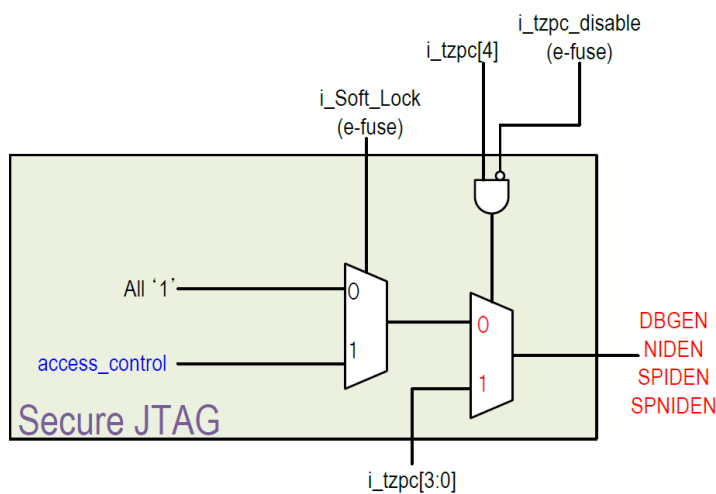 i_tzpc_disable
(e-fuse)
i_tzpc[4]
i_Soft_Lock
(e-fuse)
All ‘1’
0
1
access_control
0
1
DBGEN
NIDEN
SPIDEN
SPNIDEN
Secure JTAG
i_tzpc[3:0]